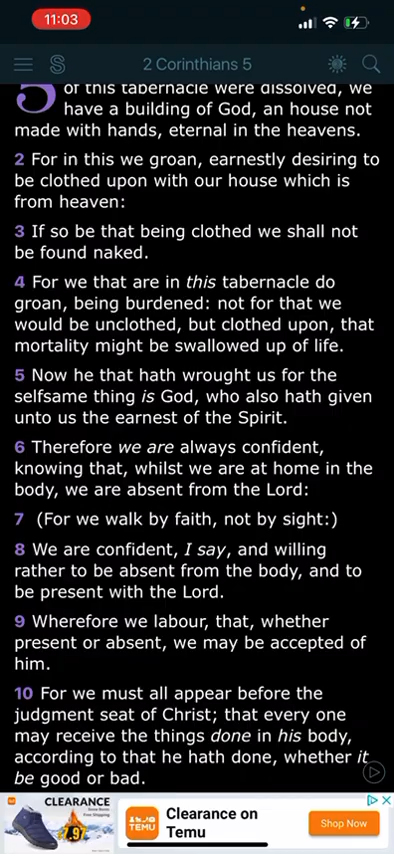 11:03
S
2 Corinthians 5
5 of this tabernacle were dissolved, we
have a building of God, an house not
made with hands, eternal in the heavens.
2 For in this we groan, earnestly desiring to
be clothed upon with our house which is
from heaven:
3 If so be that being clothed we shall not
be found naked.
4 For we that are in this tabernacle do
groan, being burdened: not for that we
would be unclothed, but clothed upon, that
mortality might be swallowed up of life.
5 Now he that hath wrought us for the
selfsame thing is God, who also hath given
unto us the earnest of the Spirit.
6 Therefore we are always confident,
knowing that, whilst we are at home in the
body, we are absent from the Lord:
7 (For we walk by faith, not by sight:)
8 We are confident, I say, and willing
rather to be absent from the body, and to
be present with the Lord.
9 Wherefore we labour, that, whether
present or absent, we may be accepted of
him.
10 For we must all appear before the
judgment seat of Christ; that every one
may receive the things done in his body,
according to that he hath done, whether it
be good or bad.
CLEARANCE
Free Shipping
7.97
TEMU
Clearance on
Temu
Shop Now